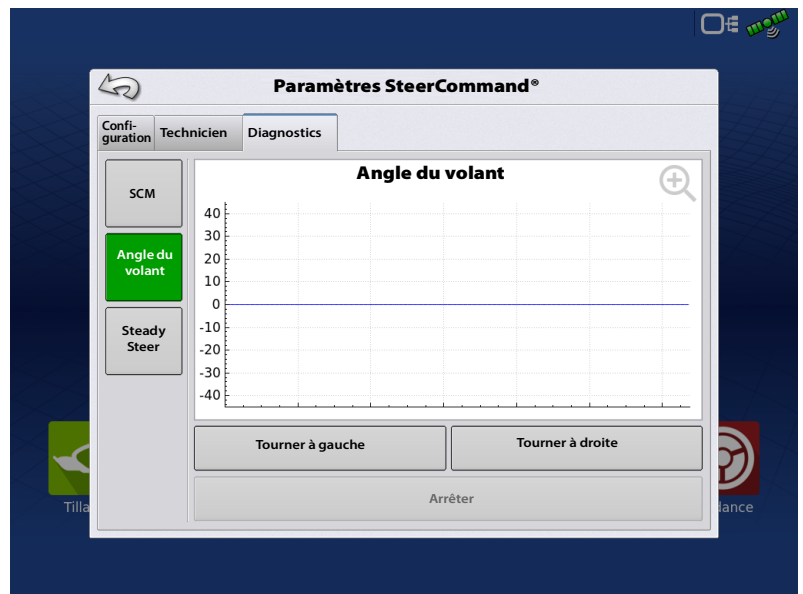 Paramètres SteerCommand®
Confi-
guration
Technicien
Diagnostics
SCM
Angle du
volant
Steady
Steer
Angle du volant
40
30
20
10
0
-10
-20
-30
-40
Tourner à gauche
Tourner à droite
Arrêter
Tilla
dance